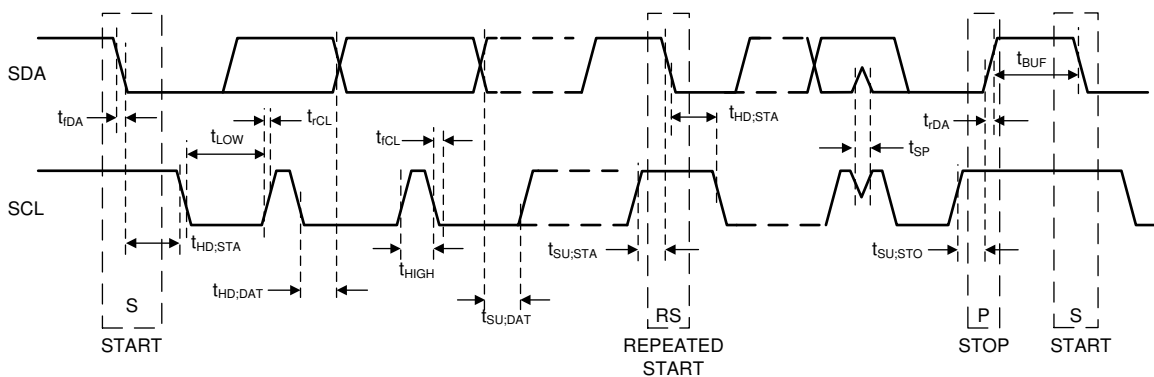 SDA
t_BUF
t_fDA
t_LOW
t_rCL
t_fCL
t_HD;STA
t_rDA
t_SP
SCL
t_HD;STA
t_SU;STA
t_SU;STO
t_HIGH
t_HD;DAT
t_SU;DAT
S
RS
P
S
START
REPEATED
START
STOP
START